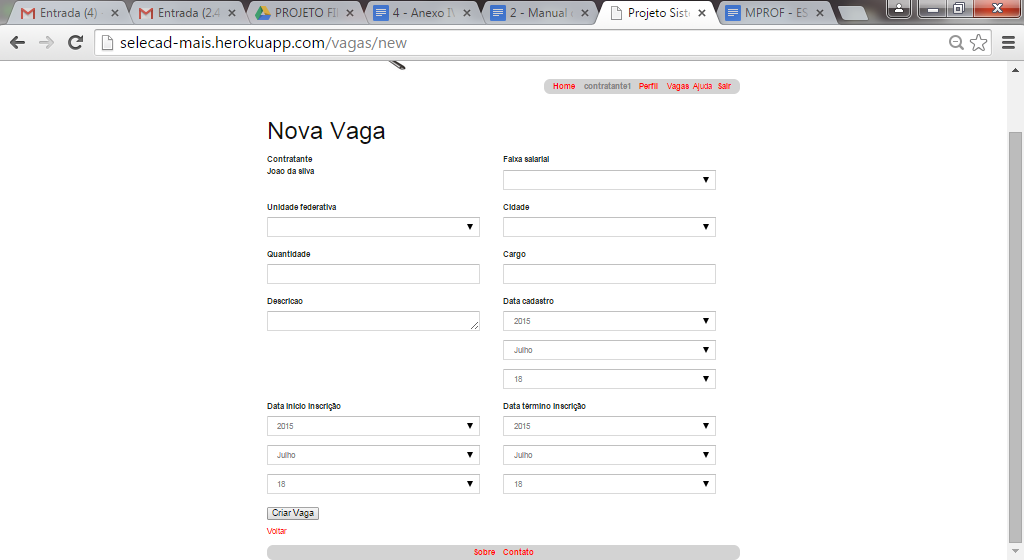 Entrada (4)
Entrada (2.4
PROJETO FI
4 - Anexo IV
2 - Manual
Projeto Sist
MPROF - ES
selecad-mais.herokuapp.com/vagas/new
Home contratante1 Perfil Vagas Ajuda Sair
Nova Vaga
Contratante
Joao da silva
Faixa salarial
Unidade federativa
Cidade
Quantidade
Cargo
Descricao
Data cadastro
2015
Julho
18
Data início inscrição
2015
Julho
18
Data término inscrição
2015
Julho
18
Criar Vaga
Voltar
Sobre Contato